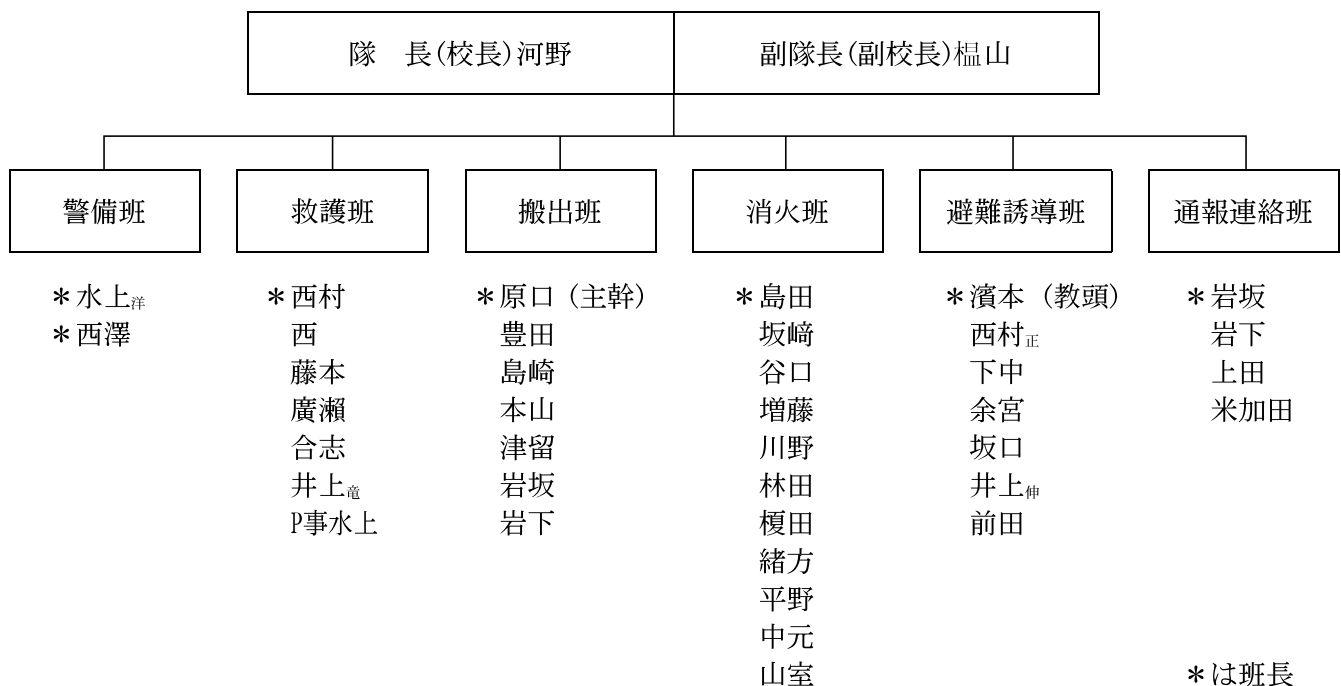 隊　長（校長）河野
副隊長（副校長）榅山
警備班
＊水上洋
＊西澤
救護班
＊西村
西
藤本
廣瀨
合志
井上竜
P事水上
搬出班
＊原口（主幹）
豊田
島崎
本山
津留
岩坂
岩下
消火班
＊島田
坂﨑
谷口
増藤
川野
林田
榎田
緒方
平野
中元
山室
避難誘導班
＊濱本（教頭）
西村正
下中
余宮
坂口
井上伸
前田
通報連絡班
＊岩坂
岩下
上田
米加田
＊は班長